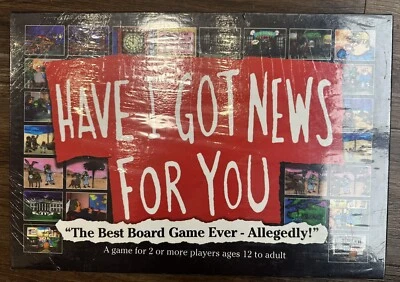 HAVE I GOT NEWS
FOR YOU
"The Best Board Game Ever - Allegedly!"
A game for 2 or more players ages 12 to adult